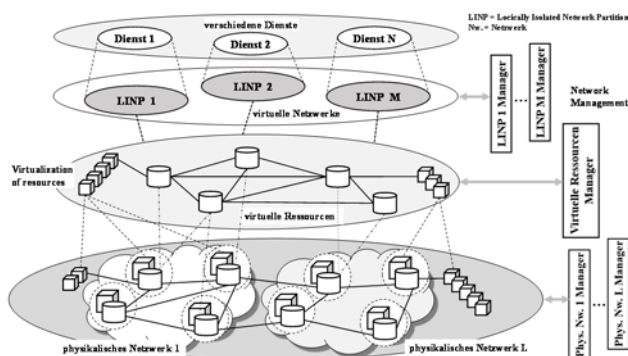 verschiedene Dienste
Dienst 1
Dienst 2
Dienst N
LINP = Locically Isolated Network Partition
Nw. = Netzwerk
LINP 1
LINP 2
LINP M
virtuelle Netzwerke
LINP 1 Manager
...
LINP M Manager
Network
Management
Virtualization
of resources
virtuelle Ressourcen
Virtuelle Ressourcen
Manager
physikalisches Netzwerk 1
physikalisches Netzwerk L
Phys. Nw. 1 Manager
...
Phys. Nw. L Manager